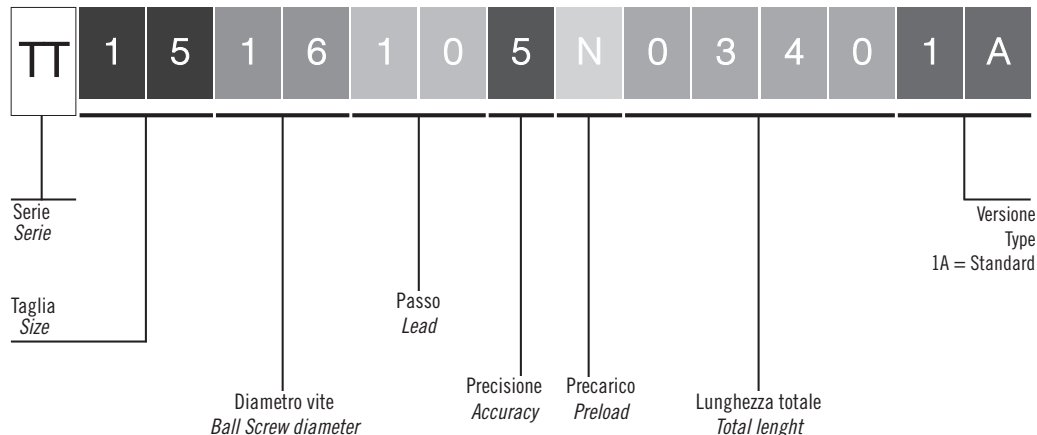 TT 1 5 1 6 1 0 5 N 0 3 4 0 1 A
Serie
Serie
Versione
Type
1A = Standard
Taglia
Size
Passo
Lead
Precisione
Accuracy
Precarico
Preload
Diametro vite
Ball Screw diameter
Lunghezza totale
Total lenght